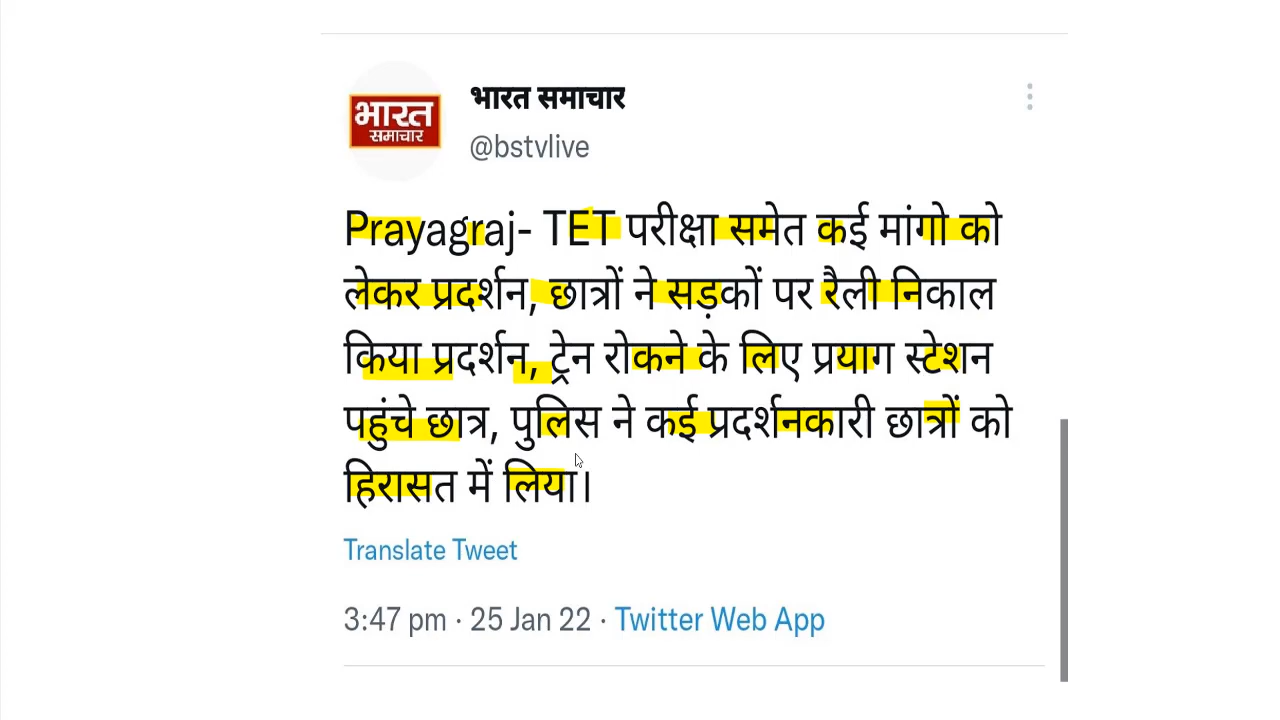 भारत समाचार
भारत
समाचार
@bstvlive
Prayagraj- TET परीक्षा समेत कई मांगो को
लेकर प्रदर्शन, छात्रों ने सड़कों पर रैली निकाल
किया प्रदर्शन, ट्रेन रोकने के लिए प्रयाग स्टेशन
पहुंचे छात्र, पुलिस ने कई प्रदर्शनकारी छात्रों को
हिरासत में लिया।
Translate Tweet
3:47 pm · 25 Jan 22 · Twitter Web App